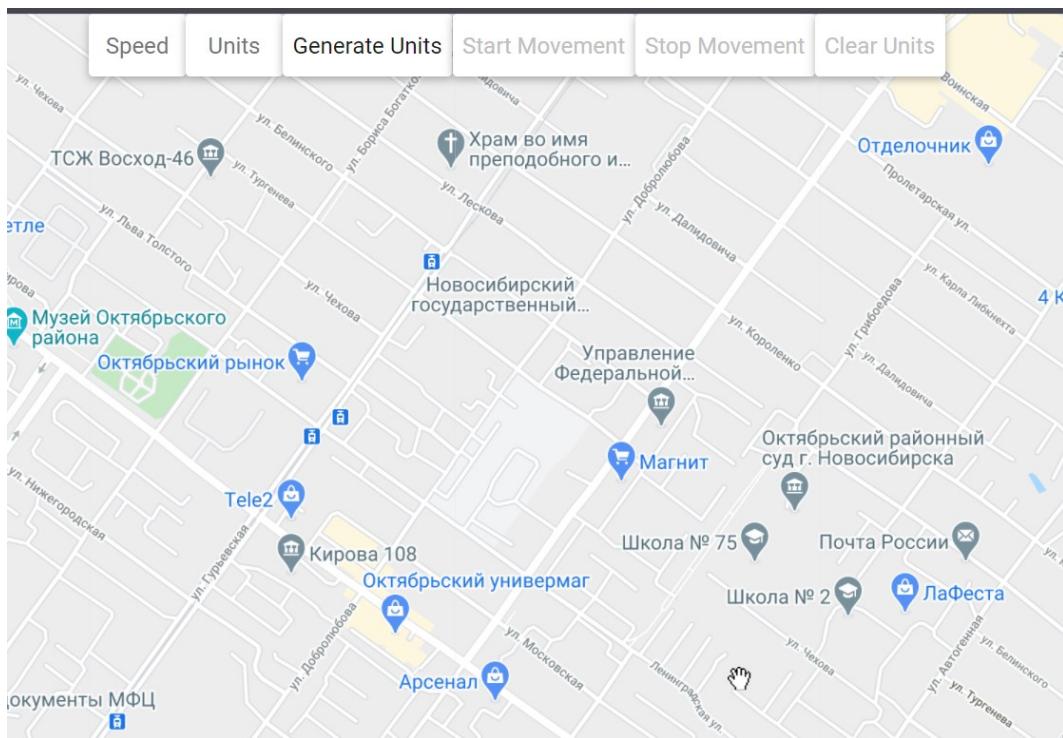 Speed
Units
Generate Units
Start Movement
Stop Movement
Clear Units
ул. Чехова
ул. Белинского
ул. Бориса Богатк
Воинская
Отделочник
ТСЖ Восход-46
Храм во имя
преподобного и...
ул. Тургенева
ул. Лескова
ул. Добролюбова
ул. Далидовича
Пролетарская ул.
ул. Льва Толстого
Новосибирский
государственный...
ул. Чехова
ул. Карла Либкнехта
ул. Грибоедова
4 К
Музей Октябрьского
района
Октябрьский рынок
ул. Короленко
Управление
Федеральной...
ул. Далидовича
Октябрьский районный
суд г. Новосибирска
Магнит
ул. Нижегородская
Tele2
ул. Гурьевская
Кирова 108
Школа № 75
Почта России
Октябрьский универмаг
Школа № 2
ЛаФеста
ул. Добролюбова
ул. Московская
Арсенал
Ленинградская ул.
ул. Чехова
ул. Автогенная
ул. Белинского
ул. Тургенева
окументы МФЦ